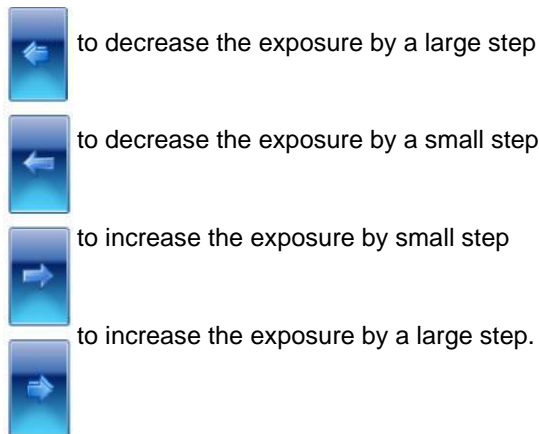 to decrease the exposure by a large step
to decrease the exposure by a small step
to increase the exposure by small step
to increase the exposure by a large step.